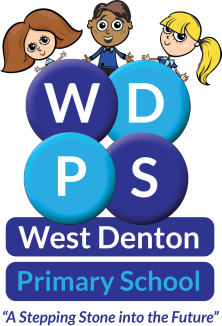 W D
P S
West Denton
Primary School
“A Stepping Stone into the Future”